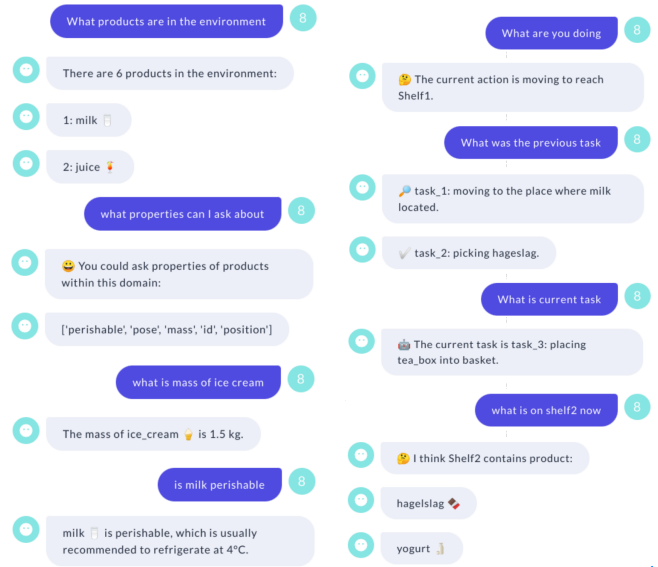 What products are in the environment
8
There are 6 products in the environment:
1: milk 🥛
2: juice 🍹
what properties can I ask about
8
😀 You could ask properties of products
within this domain:
['perishable', 'pose', 'mass', 'id', 'position']
what is mass of ice cream
8
The mass of ice_cream 🍦 is 1.5 kg.
is milk perishable
8
milk 🥛 is perishable, which is usually
recommended to refrigerate at 4°C.
What are you doing
8
🤔 The current action is moving to reach
Shelf1.
What was the previous task
8
🔎 task_1: moving to the place where milk
located.
task_2: picking hageslag.
What is current task
8
🤖 The current task is task_3: placing
tea_box into basket.
what is on shelf2 now
8
🤔 I think Shelf2 contains product:
hagelslag 🍫
yogurt